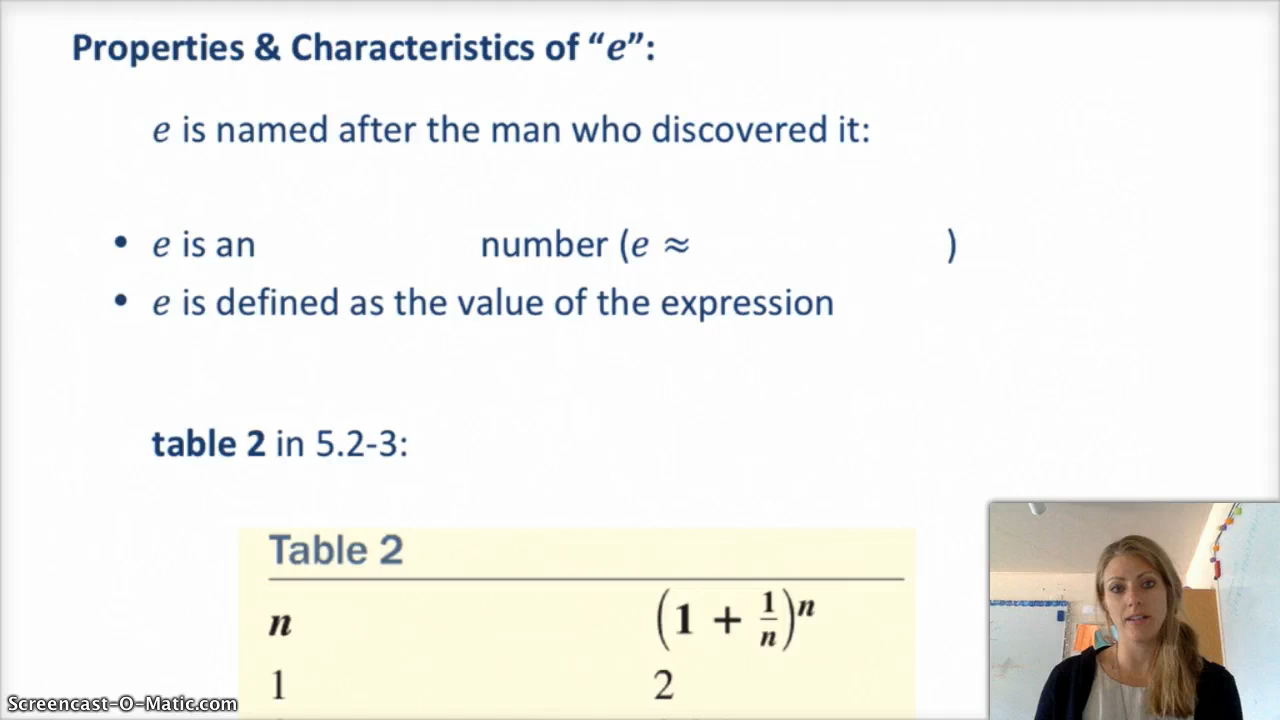 Properties & Characteristics of “e”:
e is named after the man who discovered it:
• e is an number (e ≈ )
• e is defined as the value of the expression
table 2 in 5.2-3:
Table 2
n (1 + 1/n)^n
1 2
Screencast-O-Matic.com